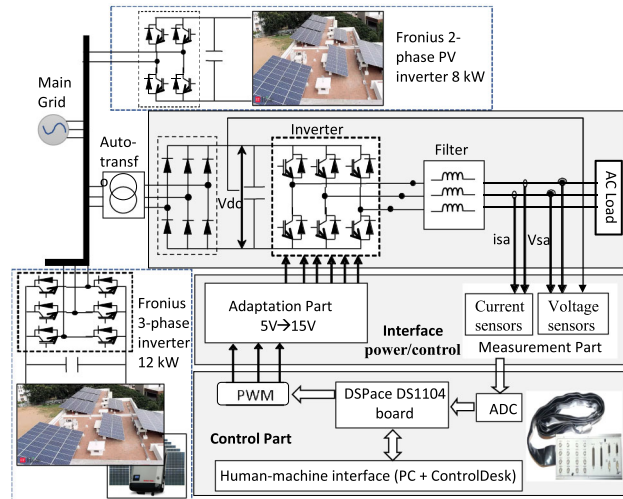 Fronius 2-
phase PV
inverter 8 kW
Main
Grid
Auto-
transf
Inverter
Filter
Vdc
AC Load
isa
Vsa
Fronius
3-phase
inverter
12 kW
Adaptation Part
5V→15V
Interface
power/control
Current
sensors
Voltage
sensors
Measurement Part
PWM
DSPace DS1104
board
ADC
Control Part
Human-machine interface (PC + ControlDesk)